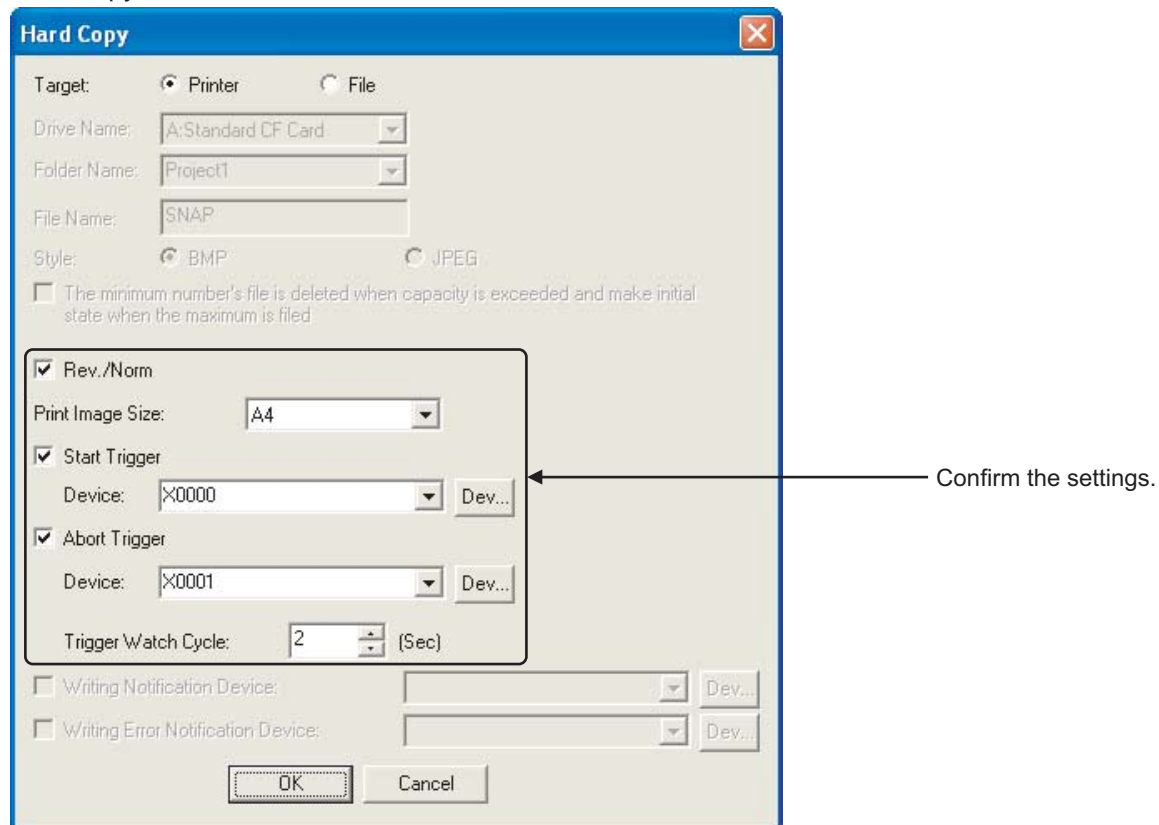 Hard Copy
Target: Printer File
Drive Name: A:Standard CF Card
Folder Name: Project1
File Name: SNAP
Style: BMP JPEG
The minimum number's file is deleted when capacity is exceeded and make initial
state when the maximum is filed
Rev./Norm
Print Image Size: A4
Start Trigger
Device: X0000 Dev...
Confirm the settings.
Abort Trigger
Device: X0001 Dev...
Trigger Watch Cycle: 2 (Sec)
Writing Notification Device: Dev...
Writing Error Notification Device: Dev...
OK Cancel